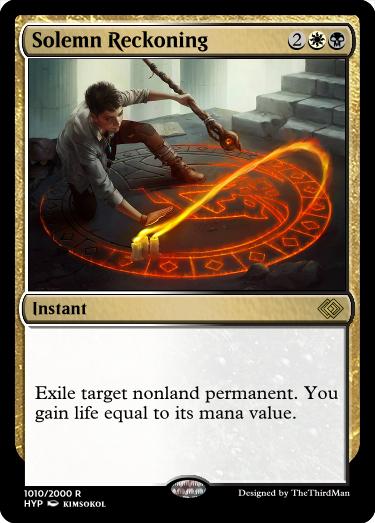 Solemn Reckoning 2
Instant
Exile target nonland permanent. You
gain life equal to its mana value.
1010/2000 R
HYP KIMSOKOL
Designed by TheThirdMan